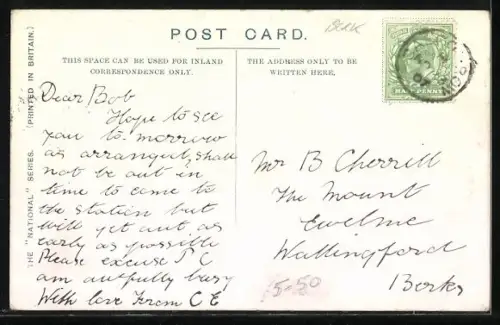 Berk
POST CARD.
THIS SPACE CAN BE USED FOR INLAND
CORRESPONDENCE ONLY.
THE ADDRESS ONLY TO BE
WRITTEN HERE.
HALF PENNY
THE "NATIONAL" SERIES. (PRINTED IN BRITAIN.)
Dear Bob
Hope to see
you to-morrow
as arranged, shall
not be out in
time to come to
the station but
will get out as
early as possible
Please excuse P C
am awfully busy
With love from C E
Mr B Cherrill
The Mount
Ewelme
Wallingford
Berks
5-50